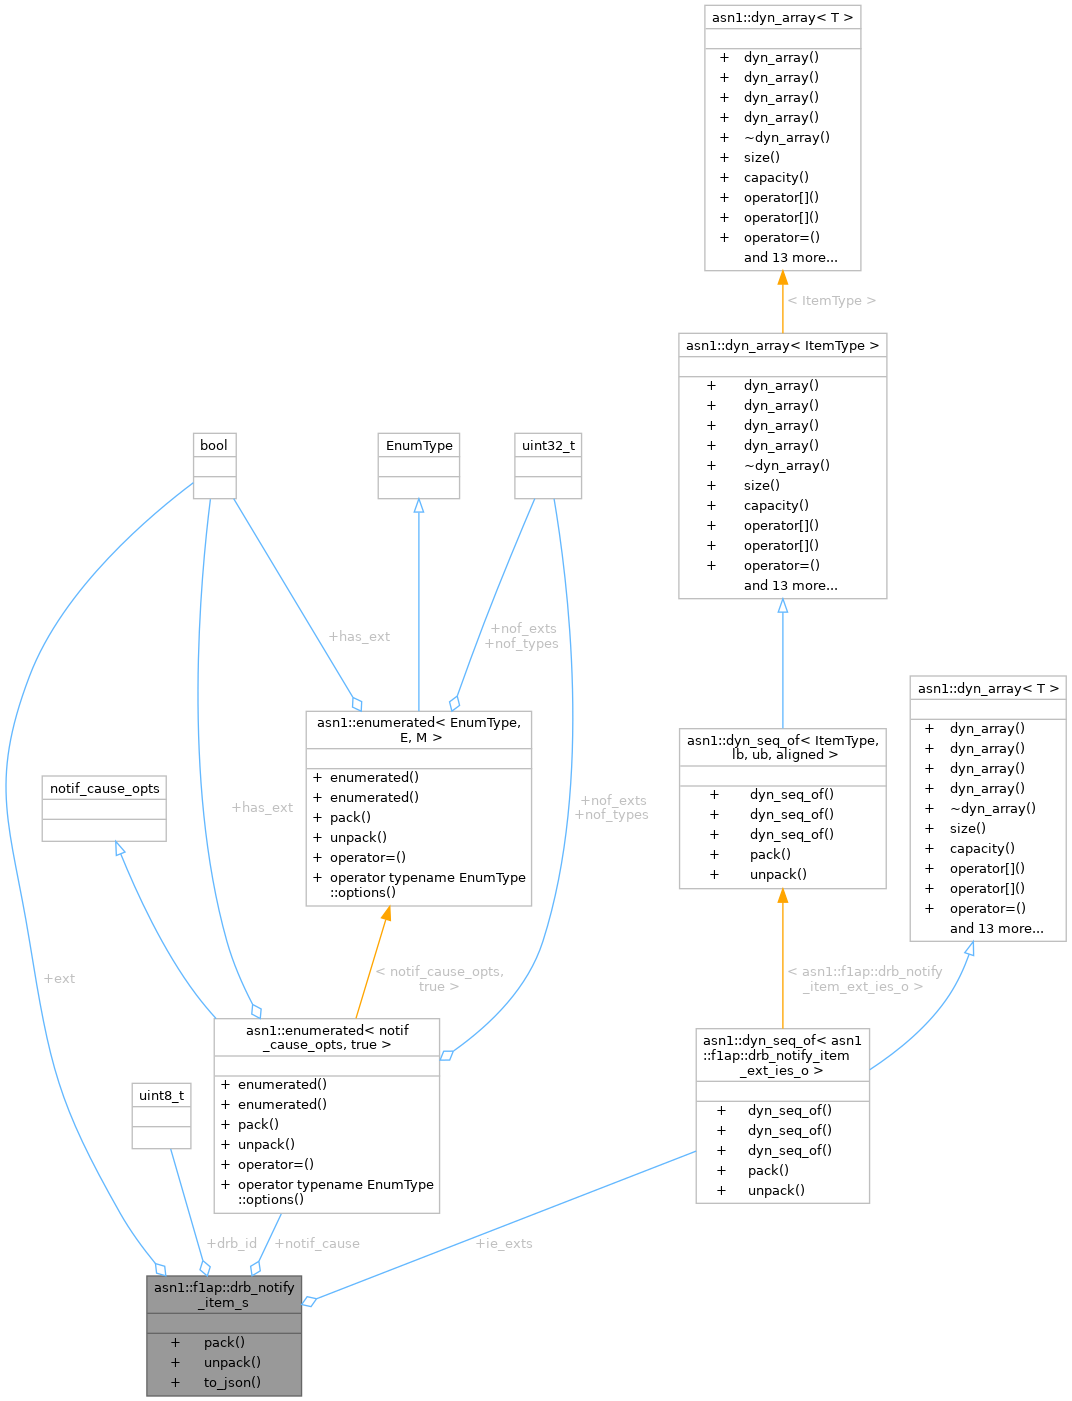 asn1::dyn_array< T >
+ dyn_array()
+ dyn_array()
+ dyn_array()
+ dyn_array()
+ ~dyn_array()
+ size()
+ capacity()
+ operator[]()
+ operator[]()
+ operator=()
and 13 more...
< ItemType >
asn1::dyn_array< ItemType >
+ dyn_array()
+ dyn_array()
+ dyn_array()
+ dyn_array()
+ ~dyn_array()
+ size()
+ capacity()
+ operator[]()
+ operator[]()
+ operator=()
and 13 more...
bool
EnumType
uint32_t
+has_ext
+nof_exts
+nof_types
asn1::enumerated< EnumType,
E, M >
+ enumerated()
+ enumerated()
+ pack()
+ unpack()
+ operator=()
+ operator typename EnumType
::options()
asn1::dyn_seq_of< ItemType,
lb, ub, aligned >
+ dyn_seq_of()
+ dyn_seq_of()
+ dyn_seq_of()
+ pack()
+ unpack()
asn1::dyn_array< T >
+ dyn_array()
+ dyn_array()
+ dyn_array()
+ dyn_array()
+ ~dyn_array()
+ size()
+ capacity()
+ operator[]()
+ operator[]()
+ operator=()
and 13 more...
notif_cause_opts
+has_ext
+nof_exts
+nof_types
+ext
< notif_cause_opts,
true >
< asn1::f1ap::drb_notify
_item_ext_ies_o >
asn1::enumerated< notif
_cause_opts, true >
+ enumerated()
+ enumerated()
+ pack()
+ unpack()
+ operator=()
+ operator typename EnumType
::options()
asn1::dyn_seq_of< asn1
::f1ap::drb_notify_item
_ext_ies_o >
+ dyn_seq_of()
+ dyn_seq_of()
+ dyn_seq_of()
+ pack()
+ unpack()
uint8_t
+drb_id
+notif_cause
+ie_exts
asn1::f1ap::drb_notify
_item_s
+ pack()
+ unpack()
+ to_json()